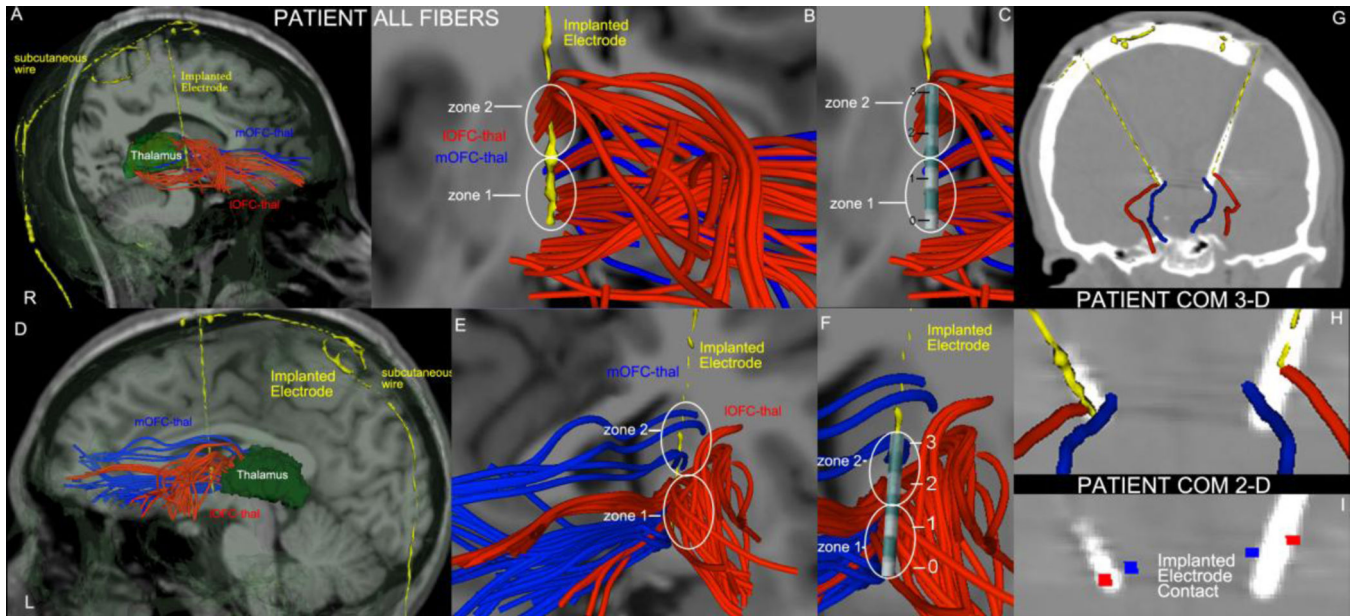 A
PATIENT ALL FIBERS
subcutaneous
wire
Implanted
Electrode
mOFC-thal
Thalamus
lOFC-thal
R
B
Implanted
Electrode
zone 2
lOFC-thal
mOFC-thal
zone 1
C
zone 2
zone 1
3
2
1
0
G
PATIENT COM 3-D
D
Implanted
Electrode
subcutaneous
wire
mOFC-thal
Thalamus
lOFC-thal
L
E
Implanted
Electrode
mOFC-thal
lOFC-thal
zone 2
zone 1
F
Implanted
Electrode
zone 2
zone 1
3
2
1
0
H
PATIENT COM 2-D
I
Implanted
Electrode
Contact